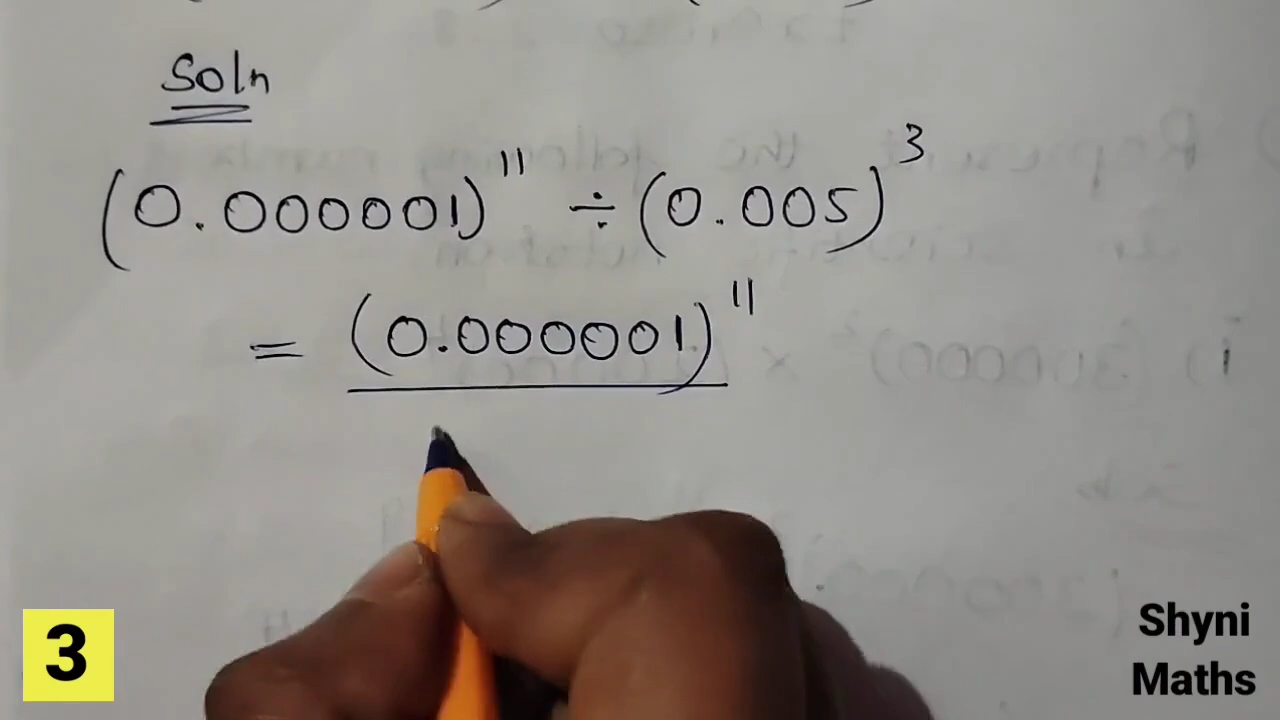 Soln
(0.000001)^11 ÷ (0.005)^3
= (0.000001)^11
3
Shyni
Maths